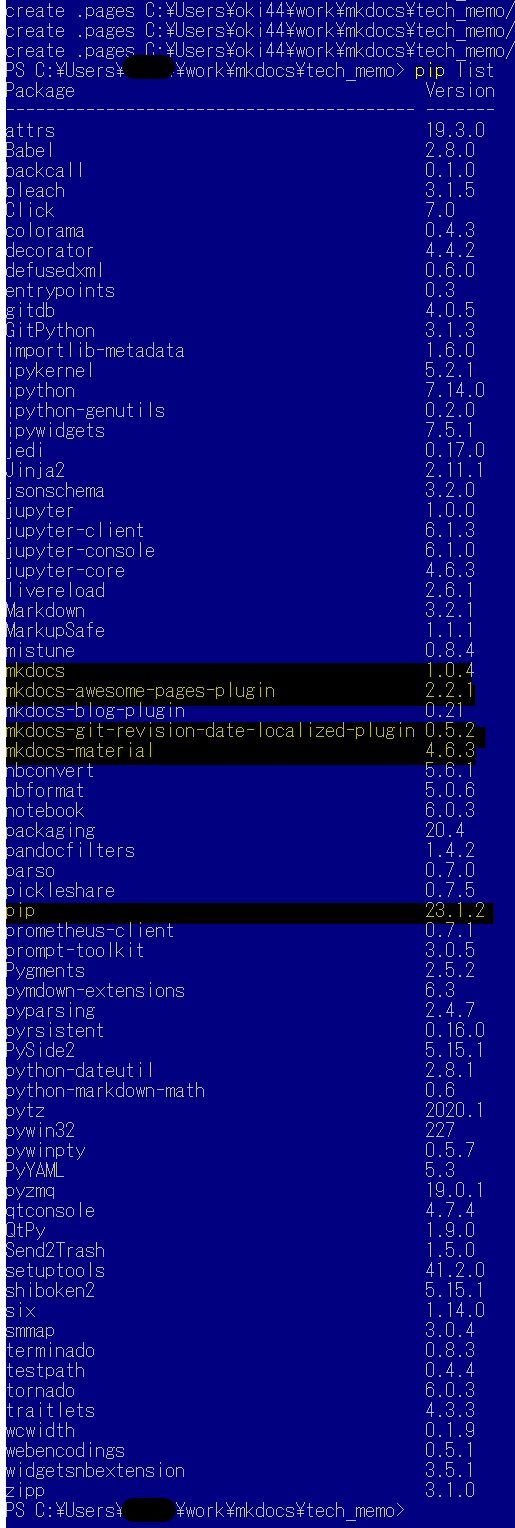 create .pages C:¥Users¥oki44¥work¥mkdocs¥tech_memo/
create .pages C:¥Users¥oki44¥work¥mkdocs¥tech_memo/
create .pages C:¥Users¥oki44¥work¥mkdocs¥tech_memo/
PS C:¥Users¥ ¥work¥mkdocs¥tech_memo> pip list
Package Version
----------------------------------------- -------
attrs 19.3.0
Babel 2.8.0
backcall 0.1.0
bleach 3.1.5
Click 7.0
colorama 0.4.3
decorator 4.4.2
defusedxml 0.6.0
entrypoints 0.3
gitdb 4.0.5
GitPython 3.1.3
importlib-metadata 1.6.0
ipykernel 5.2.1
ipython 7.14.0
ipython-genutils 0.2.0
ipywidgets 7.5.1
jedi 0.17.0
Jinja2 2.11.1
jsonschema 3.2.0
jupyter 1.0.0
jupyter-client 6.1.3
jupyter-console 6.1.0
jupyter-core 4.6.3
livereload 2.6.1
Markdown 3.2.1
MarkupSafe 1.1.1
mistune 0.8.4
mkdocs 1.0.4
mkdocs-awesome-pages-plugin 2.2.1
mkdocs-blog-plugin 0.21
mkdocs-git-revision-date-localized-plugin 0.5.2
mkdocs-material 4.6.3
nbconvert 5.6.1
nbformat 5.0.6
notebook 6.0.3
packaging 20.4
pandocfilters 1.4.2
parso 0.7.0
pickleshare 0.7.5
pip 23.1.2
prometheus-client 0.7.1
prompt-toolkit 3.0.5
Pygments 2.5.2
pymdown-extensions 6.3
pyparsing 2.4.7
pyrsistent 0.16.0
PySide2 5.15.1
python-dateutil 2.8.1
python-markdown-math 0.6
pytz 2020.1
pywin32 227
pywinpty 0.5.7
PyYAML 5.3
pyzmq 19.0.1
qtconsole 4.7.4
QtPy 1.9.0
Send2Trash 1.5.0
setuptools 41.2.0
shiboken2 5.15.1
six 1.14.0
smmap 3.0.4
terminado 0.8.3
testpath 0.4.4
tornado 6.0.3
traitlets 4.3.3
wcwidth 0.1.9
webencodings 0.5.1
widgetsnbextension 3.5.1
zipp 3.1.0
PS C:¥Users¥ ¥work¥mkdocs¥tech_memo>